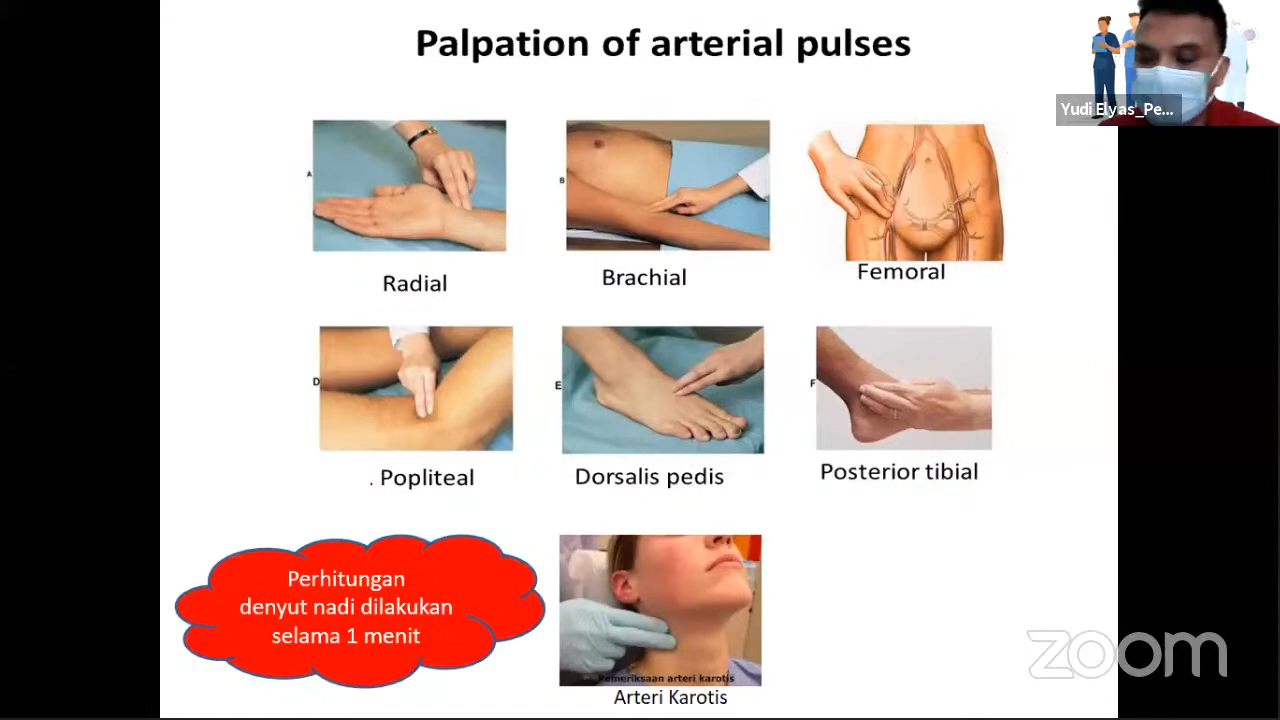 Palpation of arterial pulses
Yudi Elyas_Pe...
A
B
Radial
Brachial
Femoral
D
E
F
. Popliteal
Dorsalis pedis
Posterior tibial
Perhitungan
denyut nadi dilakukan
selama 1 menit
Pemeriksaan arteri karotis
Arteri Karotis
zoom